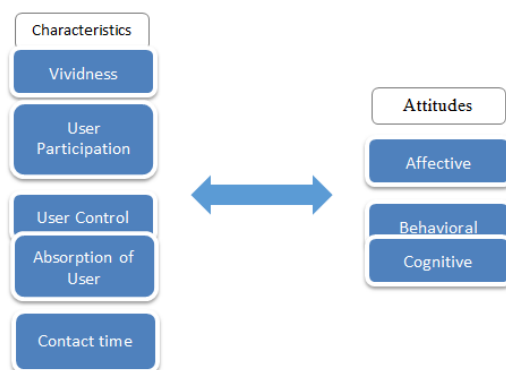 Characteristics
Vividness
User
Participation
User Control
Absorption of
User
Contact time
Attitudes
Affective
Behavioral
Cognitive